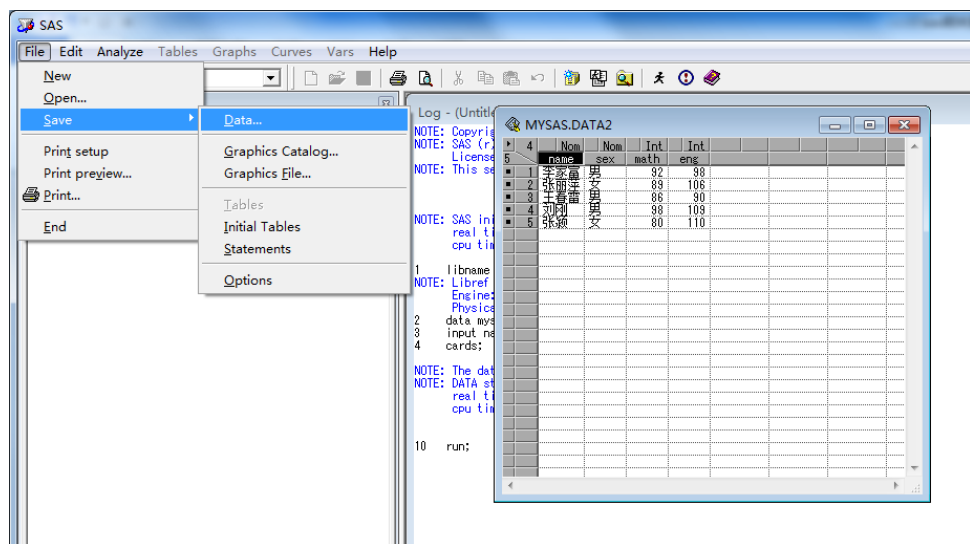 SAS
File Edit Analyze Tables Graphs Curves Vars Help
New
Open...
Save
Print setup
Print preview...
Print...
End
Data...
Graphics Catalog...
Graphics File...
Tables
Initial Tables
Statements
Options
Log - (Untitle
NOTE: Copyrig
NOTE: SAS (r)
License
NOTE: This se
NOTE: SAS ini
real ti
cpu tim
1 libname
NOTE: Libref
Engine:
Physica
2 data mys
3 input na
4 cards;
NOTE: The dat
NOTE: DATA st
real ti
cpu tim
10 run;
MYSAS.DATA2
4 Nom Nom Int Int
5 name sex math eng
1 李家富 男 92 98
2 张丽萍 女 89 106
3 王春雷 男 86 90
4 刘刚 男 98 109
5 张颖 女 80 110